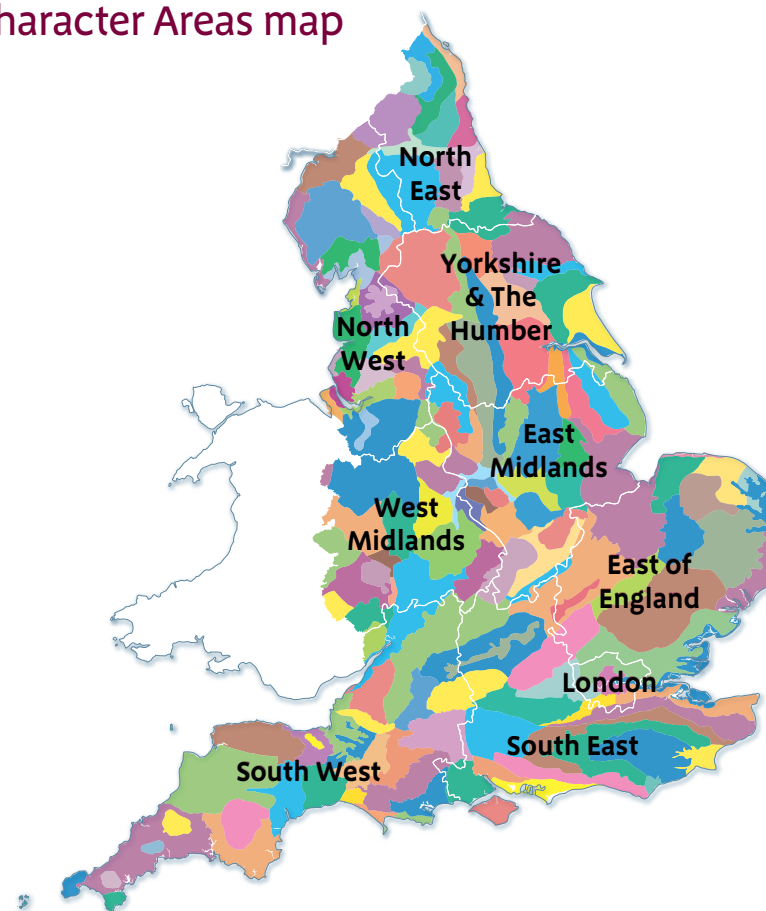 haracter Areas map
North
East
Yorkshire
& The
Humber
North
West
East
Midlands
West
Midlands
East of
England
London
South East
South West